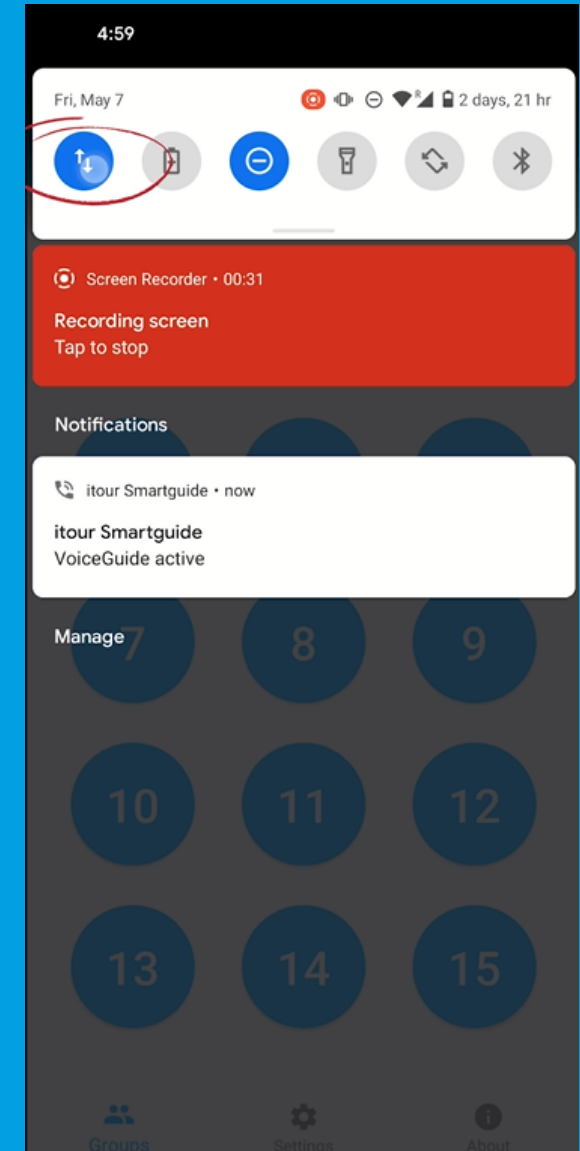 4:59
Fri, May 7
R
2 days, 21 hr
Screen Recorder • 00:31
Recording screen
Tap to stop
Notifications
itour Smartguide • now
itour Smartguide
VoiceGuide active
Manage
7 8 9
10 11 12
13 14 15
Groups Settings About